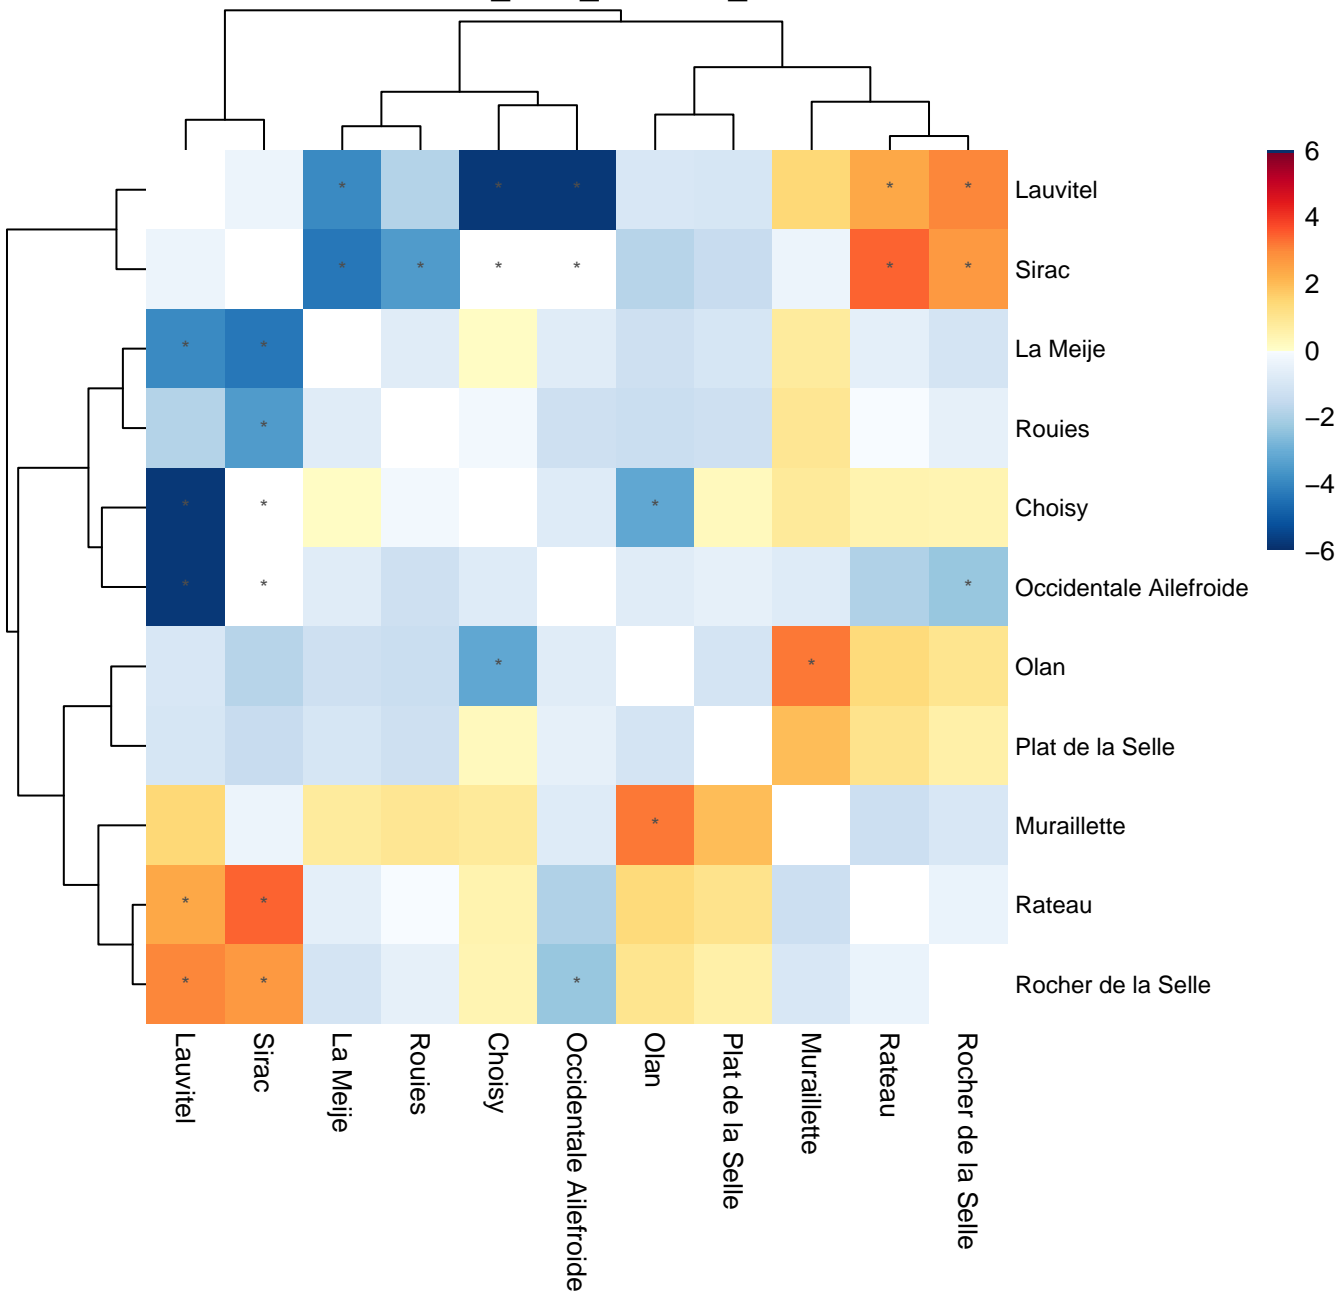 * * * * *
Lauvitel
* * * * * *
Sirac
* *
La Meije
*
Rouies
* * *
Choisy
* * *
Occidentale Ailefroide
* *
Olan
Plat de la Selle
*
Muraillette
* *
Rateau
* * *
Rocher de la Selle
6
4
2
0
−2
−4
−6
Lauvitel
Sirac
La Meije
Rouies
Choisy
Occidentale Ailefroide
Olan
Plat de la Selle
Muraillette
Rateau
Rocher de la Selle